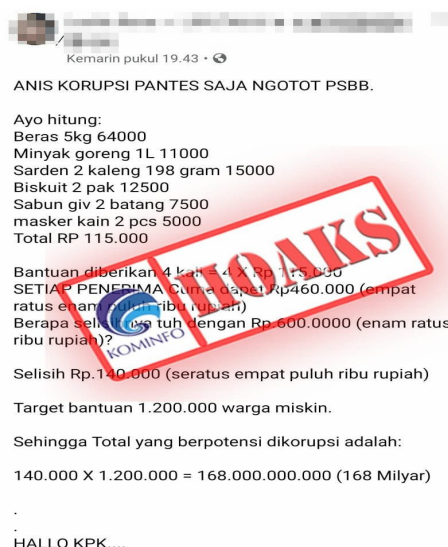 Kemarin pukul 19.43 ·
ANIS KORUPSI PANTES SAJA NGOTOT PSBB.
Ayo hitung:
Beras 5kg 64000
Minyak goreng 1L 11000
Sarden 2 kaleng 198 gram 15000
Biskuit 2 pak 12500
Sabun giv 2 batang 7500
masker kain 2 pcs 5000
Total RP 115.000
Bantuan diberikan 4 kali = 4 X Rp 115.000
SETIAP PENERIMA Cuma dapet Rp460.000 (empat
ratus enam puluh ribu rupiah)
Berapa selisihnya tuh dengan Rp.600.0000 (enam ratus
ribu rupiah)?
HOAKS
KOMINFO
Selisih Rp.140.000 (seratus empat puluh ribu rupiah)
Target bantuan 1.200.000 warga miskin.
Sehingga Total yang berpotensi dikorupsi adalah:
140.000 X 1.200.000 = 168.000.000.000 (168 Milyar)
.
.
HALLO KPK....